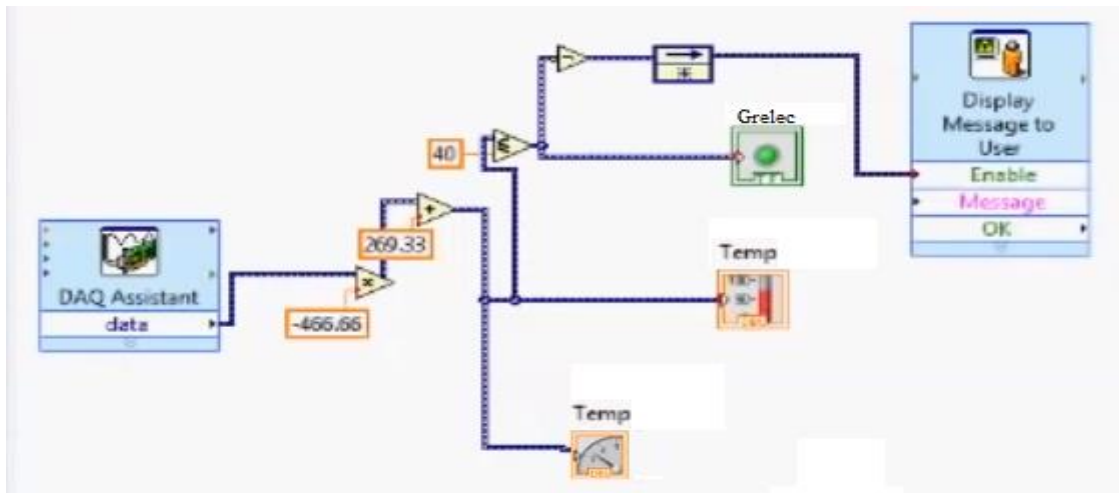 Grelec
Display
Message to
User
Enable
Message
OK
40
269.33
-466.66
DAQ Assistant
data
Temp
Temp